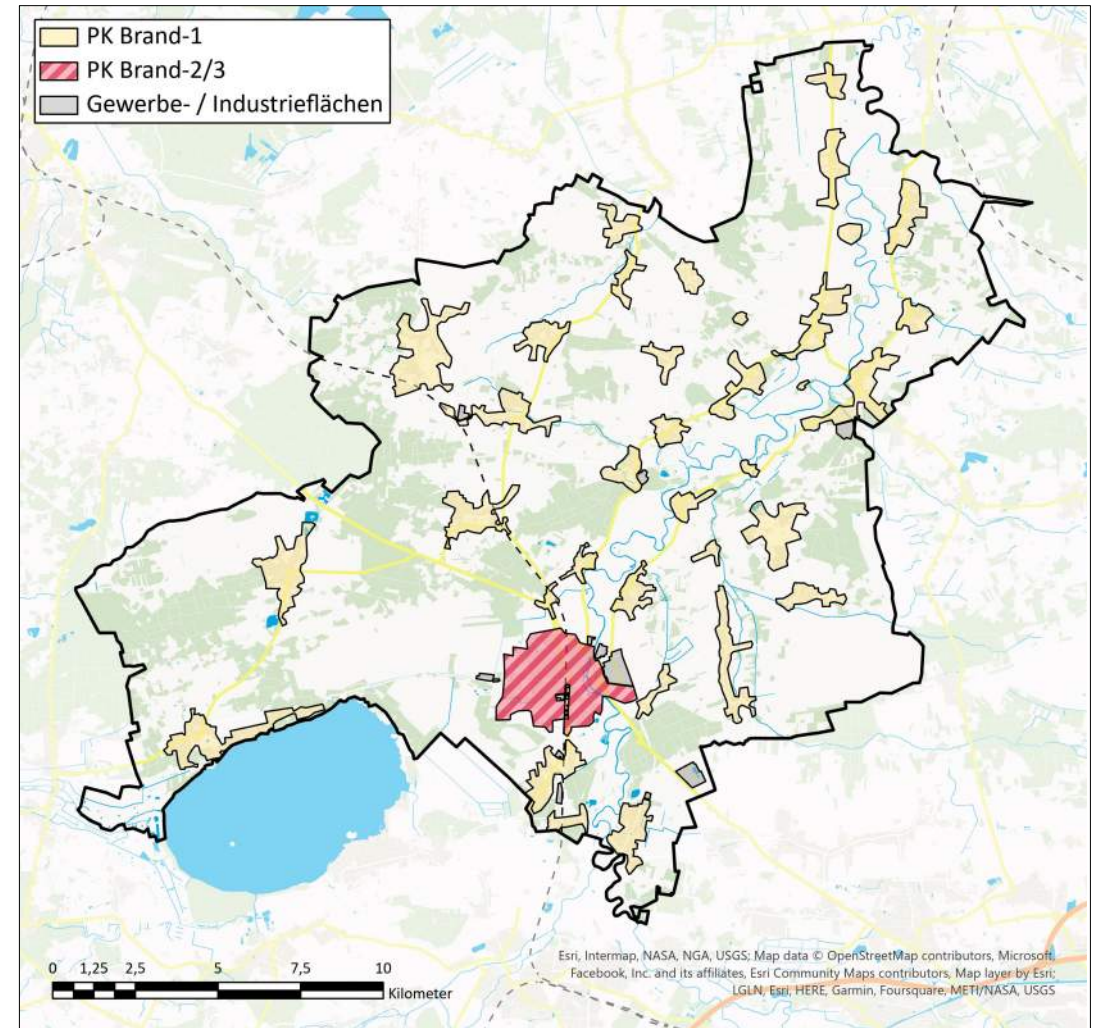 PK Brand-1
PK Brand-2/3
Gewerbe- / Industrieflächen
0 1,25 2,5 5 7,5 10
Kilometer
Esri, Intermap, NASA, NGA, USGS; Map data © OpenStreetMap contributors, Microsoft,
Facebook, Inc. and its affiliates, Esri Community Maps contributors, Map layer by Esri;
LGLN, Esri, HERE, Garmin, Foursquare, METI/NASA, USGS